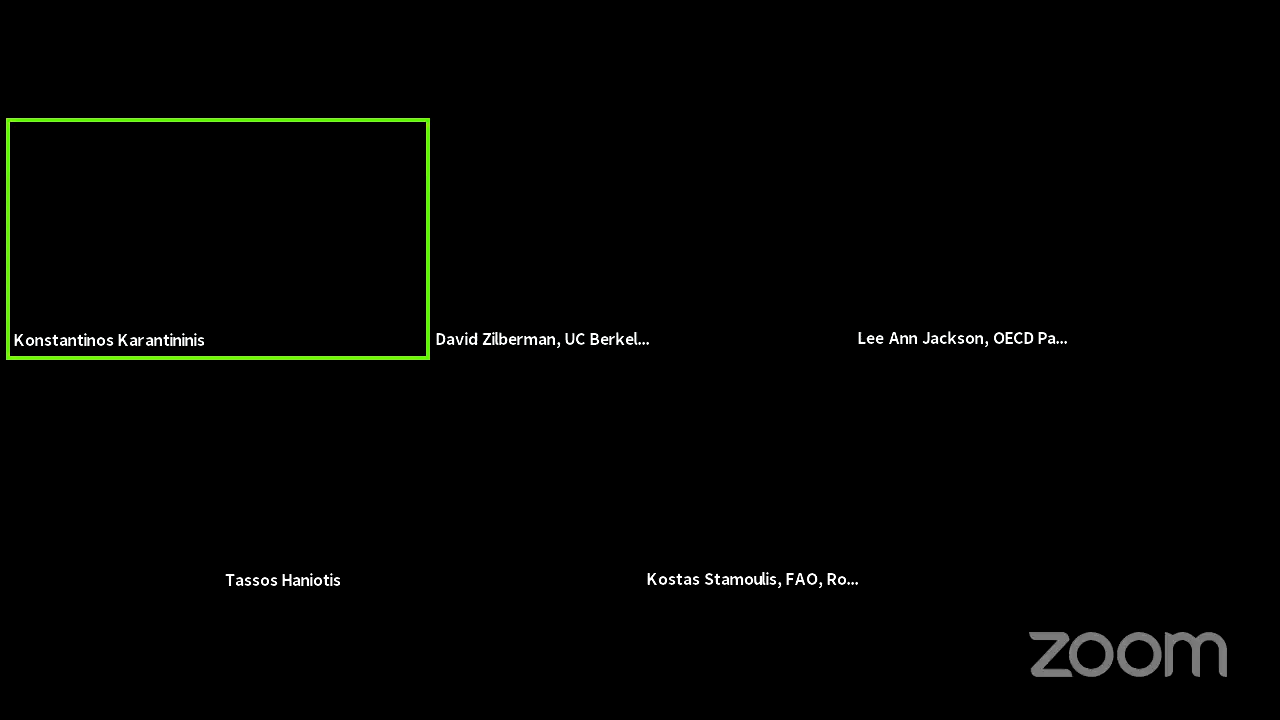 Konstantinos Karantininis
David Zilberman, UC Berkel...
Lee Ann Jackson, OECD Pa...
Tassos Haniotis
Kostas Stamoulis, FAO, Ro...
zoom